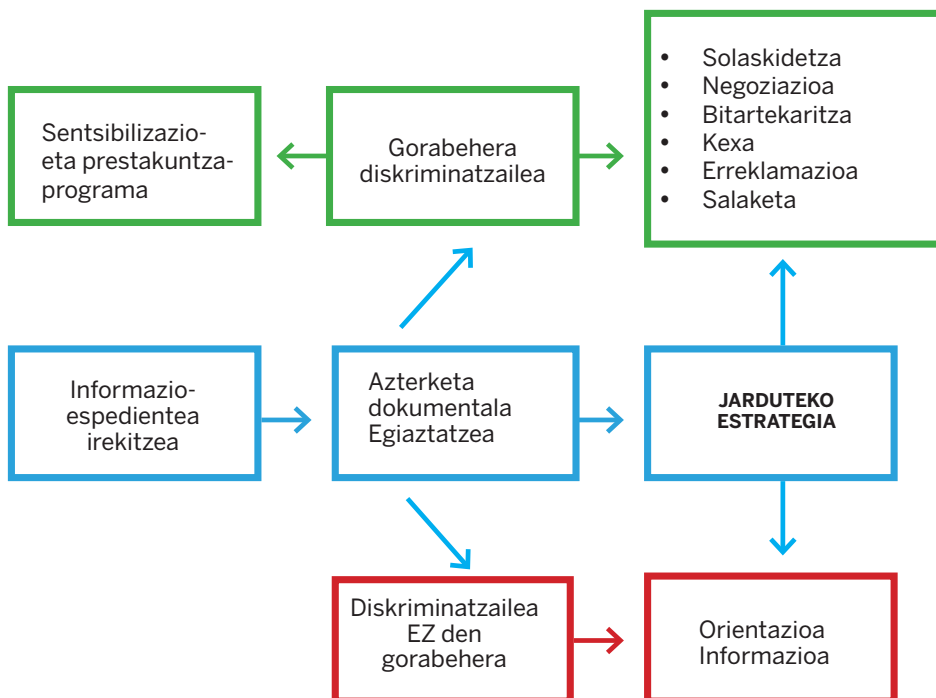 Sentsibilizazio-
eta prestakuntza-
programa
Gorabehera
diskriminatzailea
• Solaskidetza
• Negoziazioa
• Bitartekaritza
• Kexa
• Erreklamazioa
• Salaketa
Informazio-
espedientea
irekitzea
Azterketa
dokumentala
Egiaztatzea
JARDUTEKO
ESTRATEGIA
Diskriminatzailea
EZ den
gorabehera
Orientazioa
Informazioa